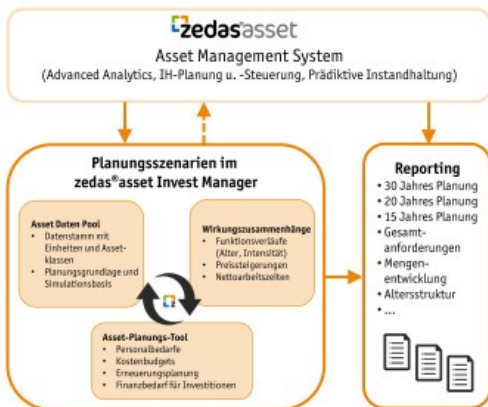 zedas®asset
Asset Management System
(Advanced Analytics, IH-Planung u. -Steuerung, Prädiktive Instandhaltung)
Planungsszenarien im
zedas®asset Invest Manager
Asset Daten Pool
• Datenstamm mit
Einheiten und Asset-
klassen
• Planungsgrundlage und
Simulationsbasis
Wirkungszusammenhänge
• Funktionsverläufe
(Alter, Intensität)
• Preissteigerungen
• Nettoarbeitszeiten
Asset-Planungs-Tool
• Personalbedarfe
• Kostenbudgets
• Erneuerungsplanung
• Finanzbedarf für Investitionen
Reporting
• 30 Jahres Planung
• 20 Jahres Planung
• 15 Jahres Planung
• Gesamt-
anforderungen
• Mengen-
entwicklung
• Altersstruktur
• ...